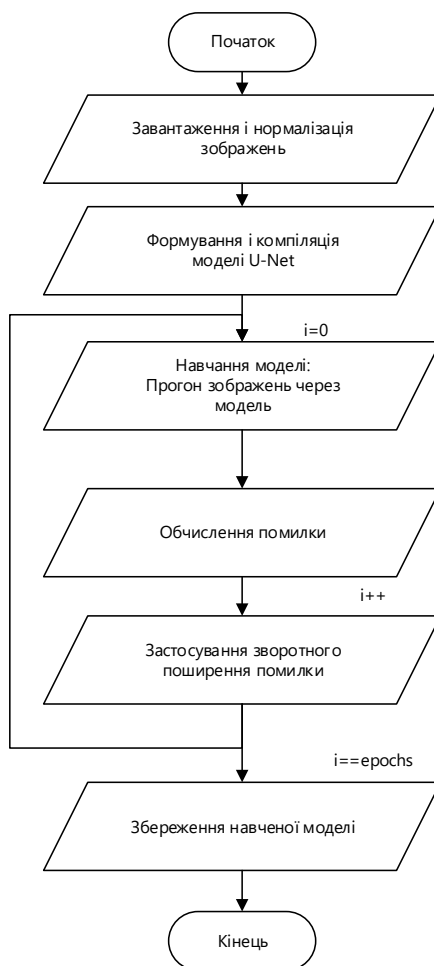 Початок
Завантаження і нормалізація
зображень
Формування і компіляція
моделі U-Net
i=0
Навчання моделі:
Прогон зображень через
модель
Обчислення помилки
i++
Застосування зворотного
поширення помилки
i==epochs
Збереження навченої моделі
Кінець